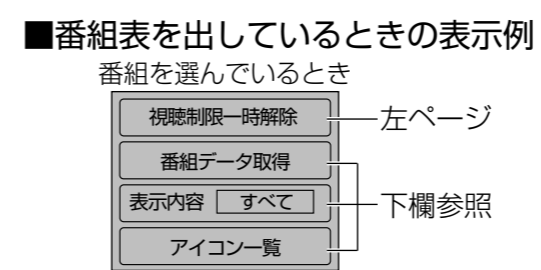 ■番組表を出しているときの表示例
番組を選んでいるとき
視聴制限一時解除 左ページ
番組データ取得
表示内容 すべて 下欄参照
アイコン一覧